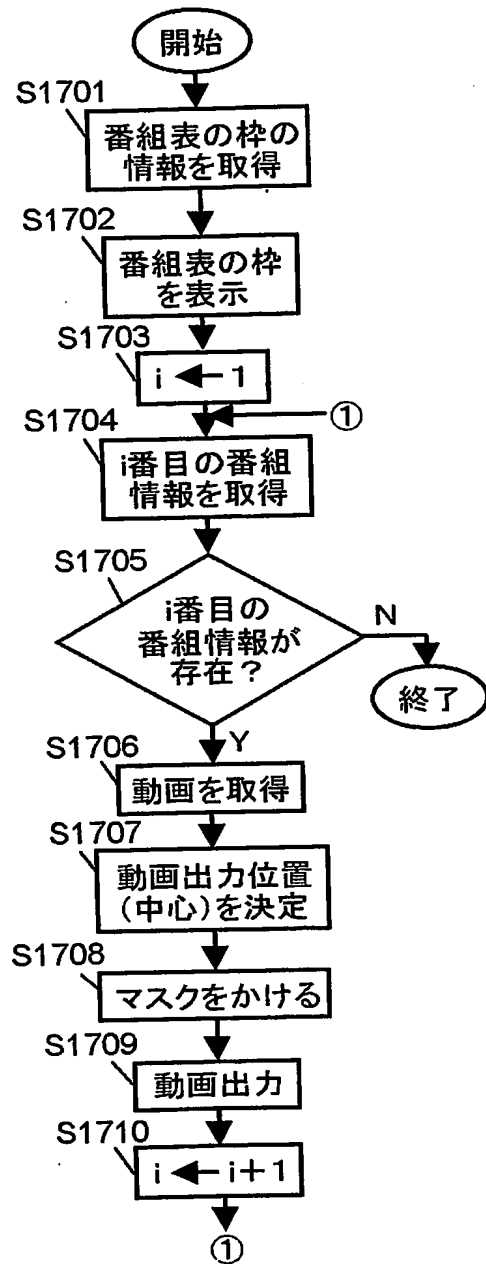 開始
S1701
番組表の枠の
情報を取得
S1702
番組表の枠
を表示
S1703
i ← 1
①
S1704
i番目の番組
情報を取得
S1705
i番目の
番組情報が
存在？
N
終了
Y
S1706
動画を取得
S1707
動画出力位置
(中心)を決定
S1708
マスクをかける
S1709
動画出力
S1710
i ← i+1
①